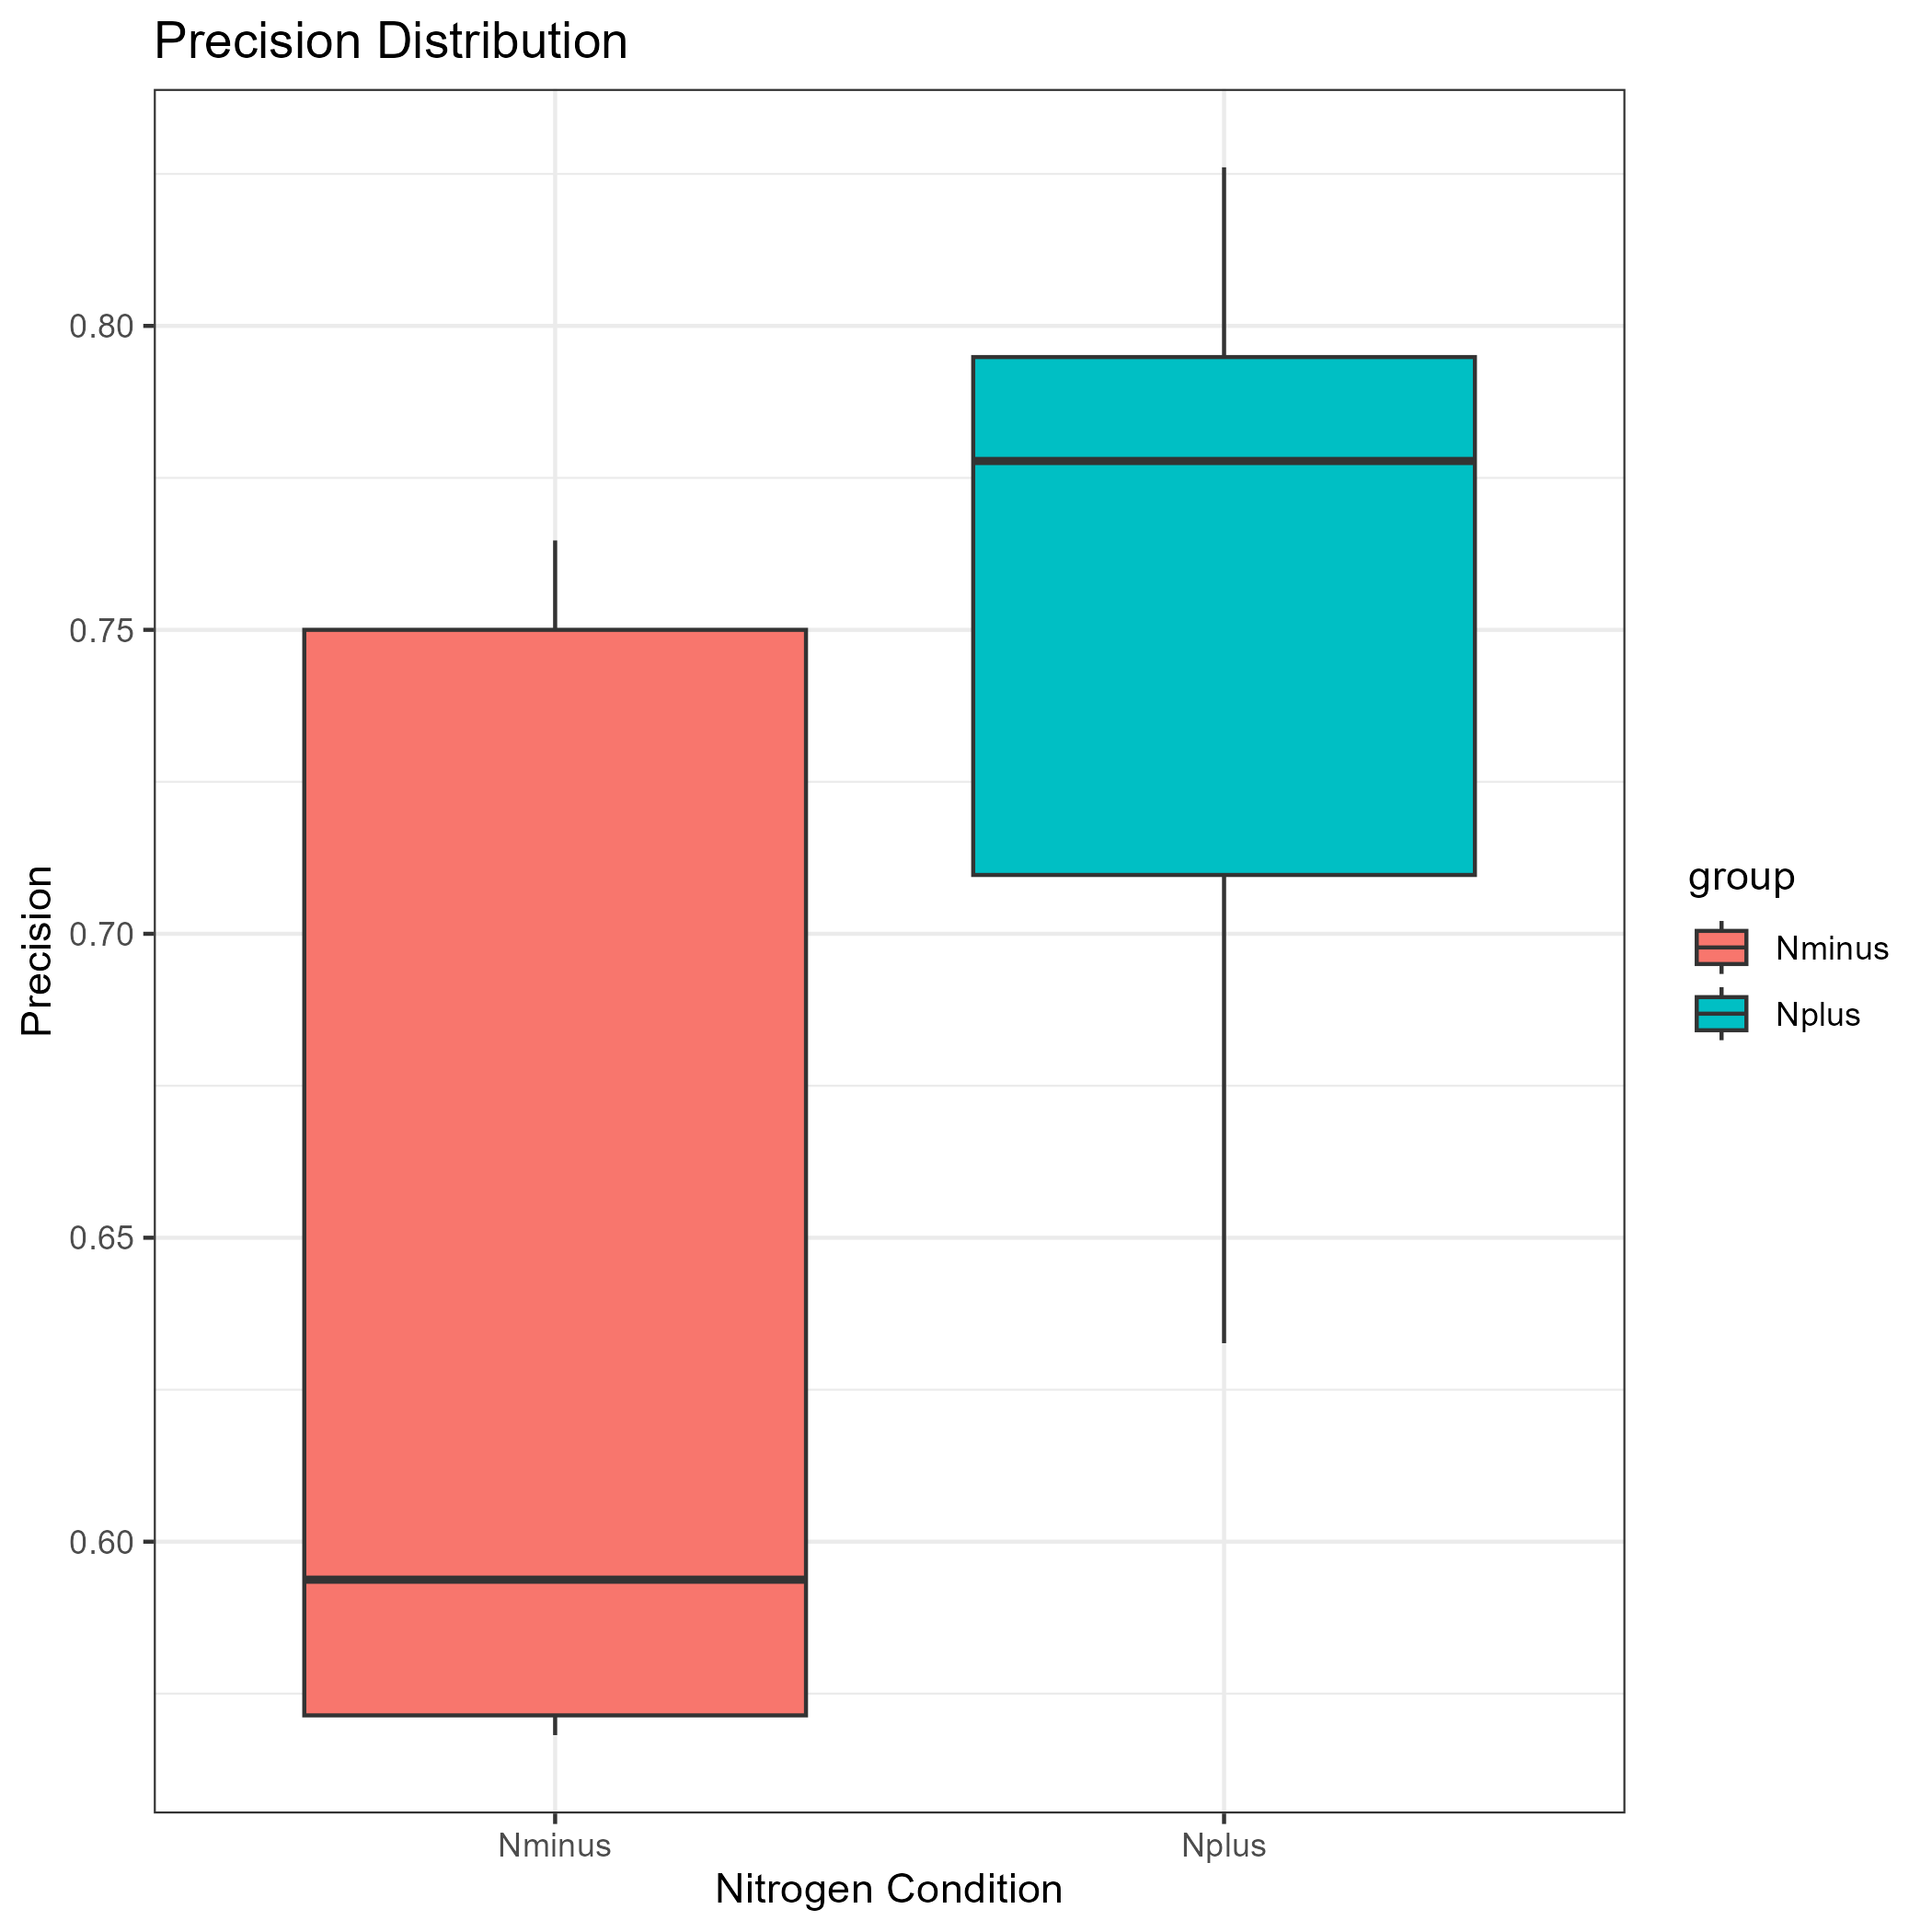 Precision Distribution
0.80
0.75
0.70
0.65
0.60
Precision
Nminus
Nplus
Nitrogen Condition
group
Nminus
Nplus